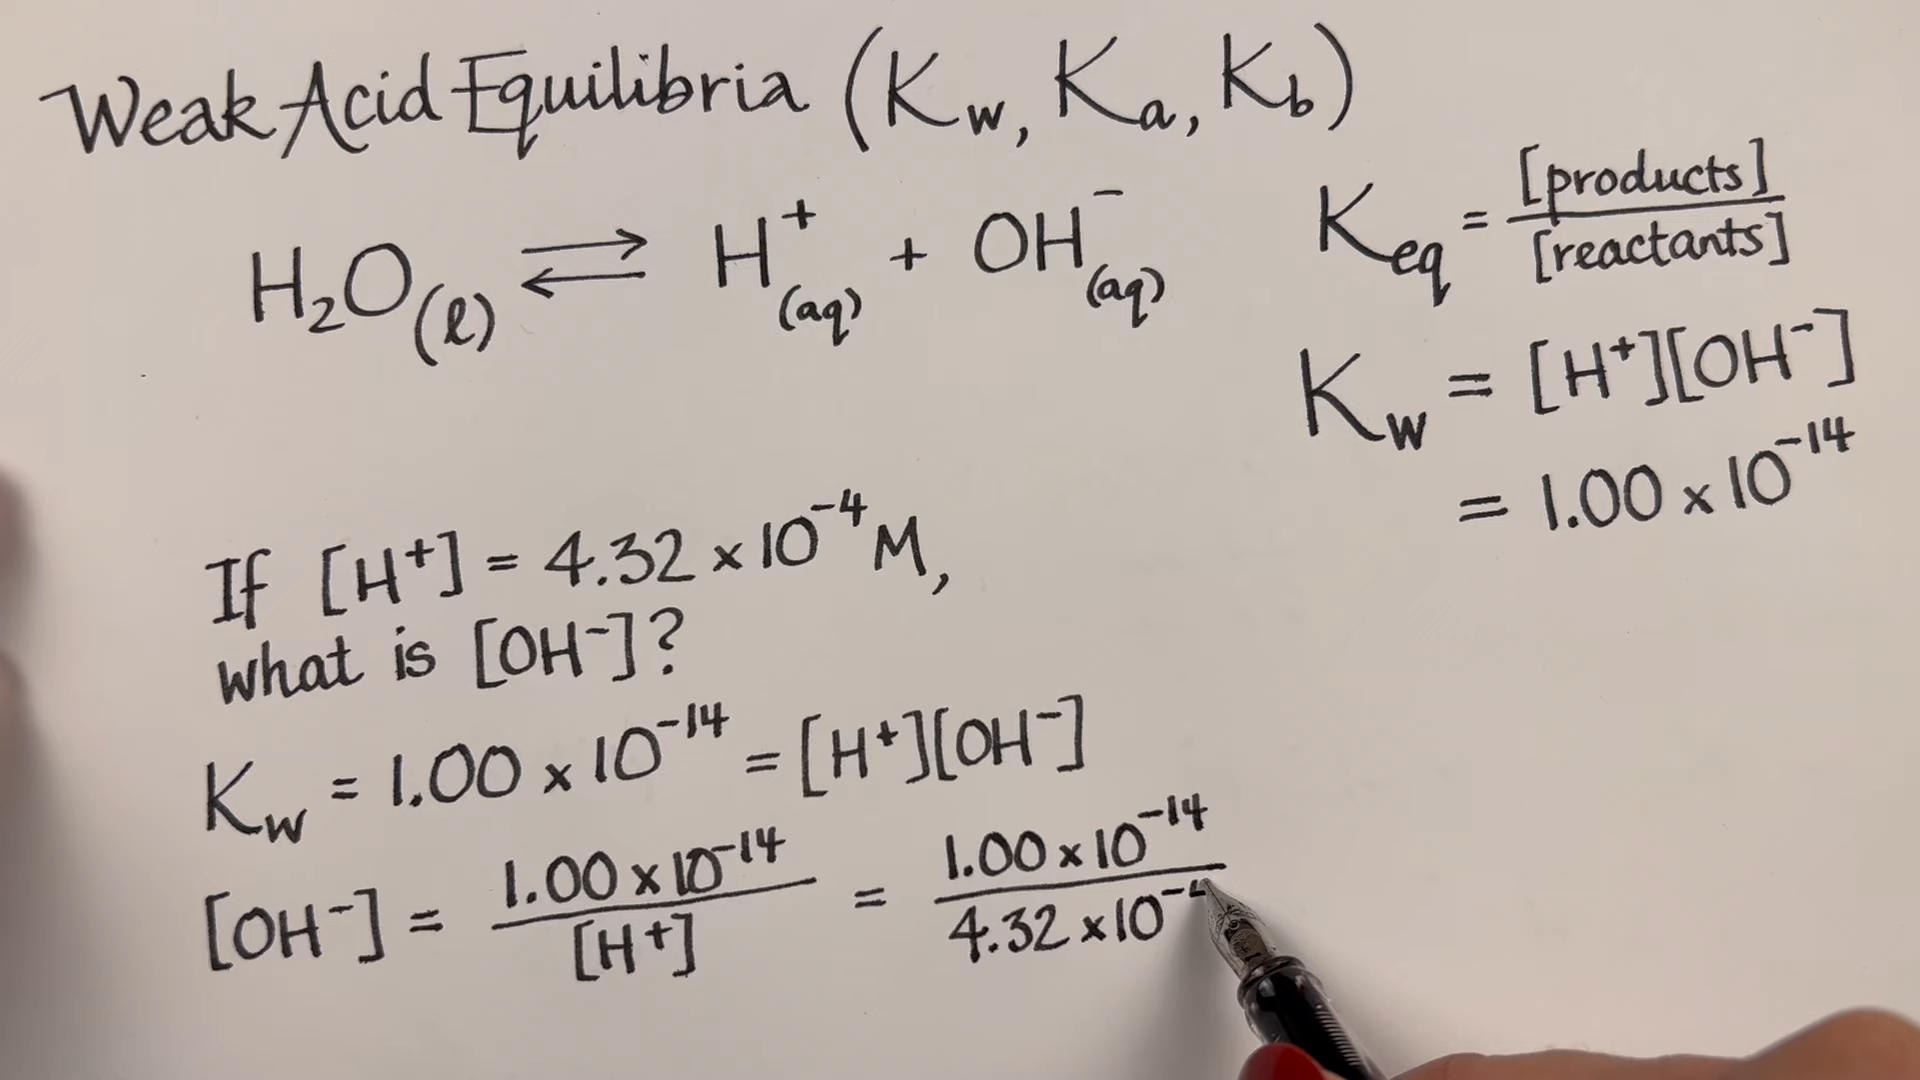 Weak Acid Equilibria (Kw, Ka, Kb)
H₂O(l) ⇌ H⁺(aq) + OH⁻(aq)
Keq = [products] / [reactants]
Kw = [H⁺][OH⁻]
= 1.00 × 10⁻¹⁴
If [H⁺] = 4.32 × 10⁻⁴ M,
what is [OH⁻]?
Kw = 1.00 × 10⁻¹⁴ = [H⁺][OH⁻]
[OH⁻] = 1.00 × 10⁻¹⁴ / [H⁺] = 1.00 × 10⁻¹⁴ / 4.32 × 10⁻⁴